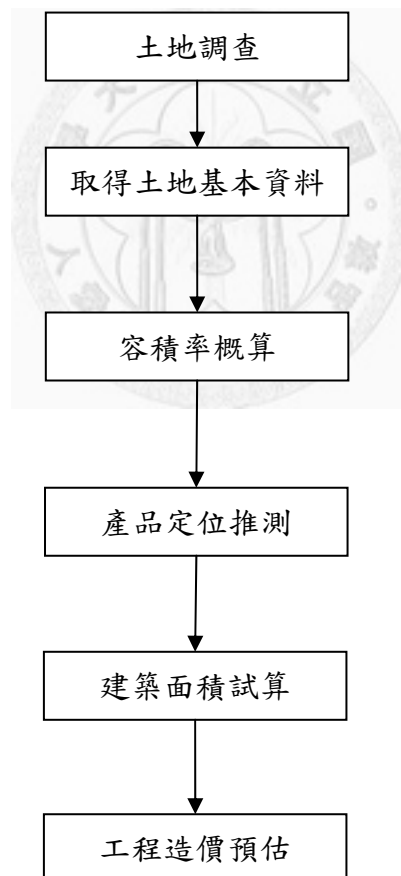 土地調查
取得土地基本資料
容積率概算
產品定位推測
建築面積試算
工程造價預估